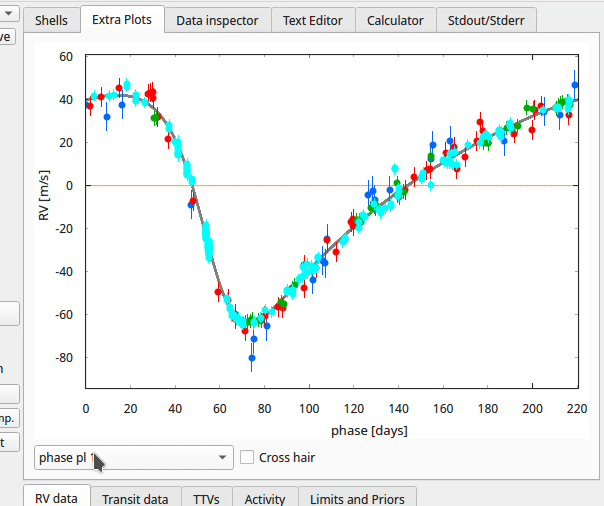 Shells Extra Plots Data inspector Text Editor Calculator Stdout/Stderr
ve
60
40
20
0
-20
-40
-60
-80
RV [m/s]
0 20 40 60 80 100 120 140 160 180 200 220
phase [days]
mp.
t
phase pl 1 Cross hair
RV data Transit data TTVs Activity Limits and Priors